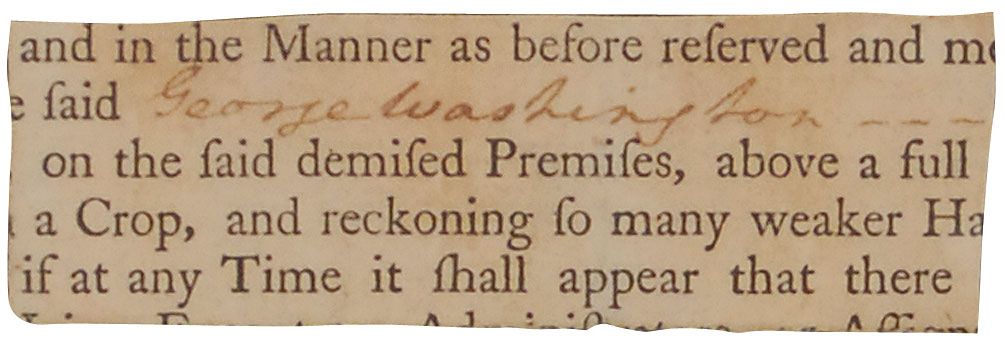 and in the Manner as before reſerved and m
e ſaid George Washington - - - -
on the ſaid demiſed Premiſes, above a full
a Crop, and reckoning ſo many weaker Ha
if at any Time it ſhall appear that there